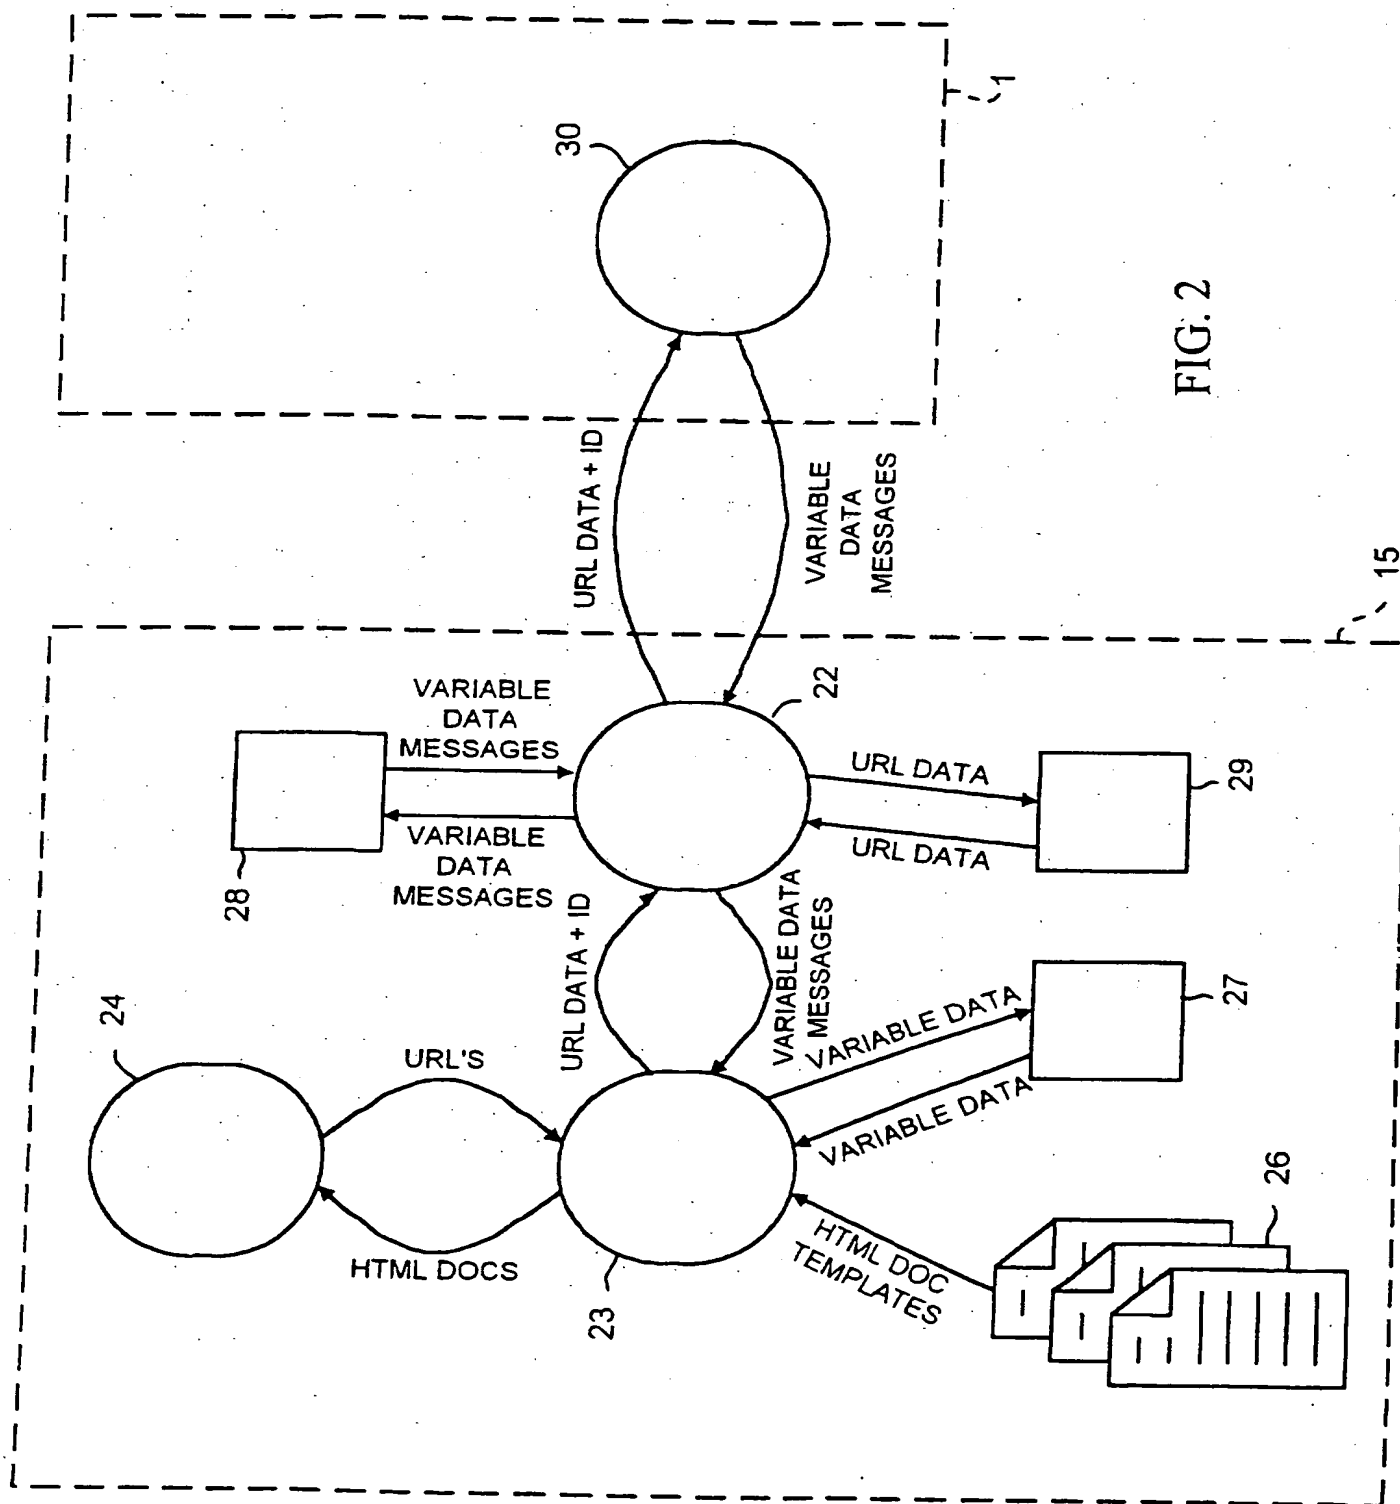 1
30
FIG. 2
URL DATA + ID
VARIABLE
DATA
MESSAGES
15
VARIABLE
DATA
MESSAGES
22
28
VARIABLE
DATA
MESSAGES
URL DATA
URL DATA
29
24
URL'S
HTML DOCS
URL DATA + ID
VARIABLE DATA
MESSAGES
VARIABLE DATA
VARIABLE DATA
27
23
HTML DOC
TEMPLATES
26